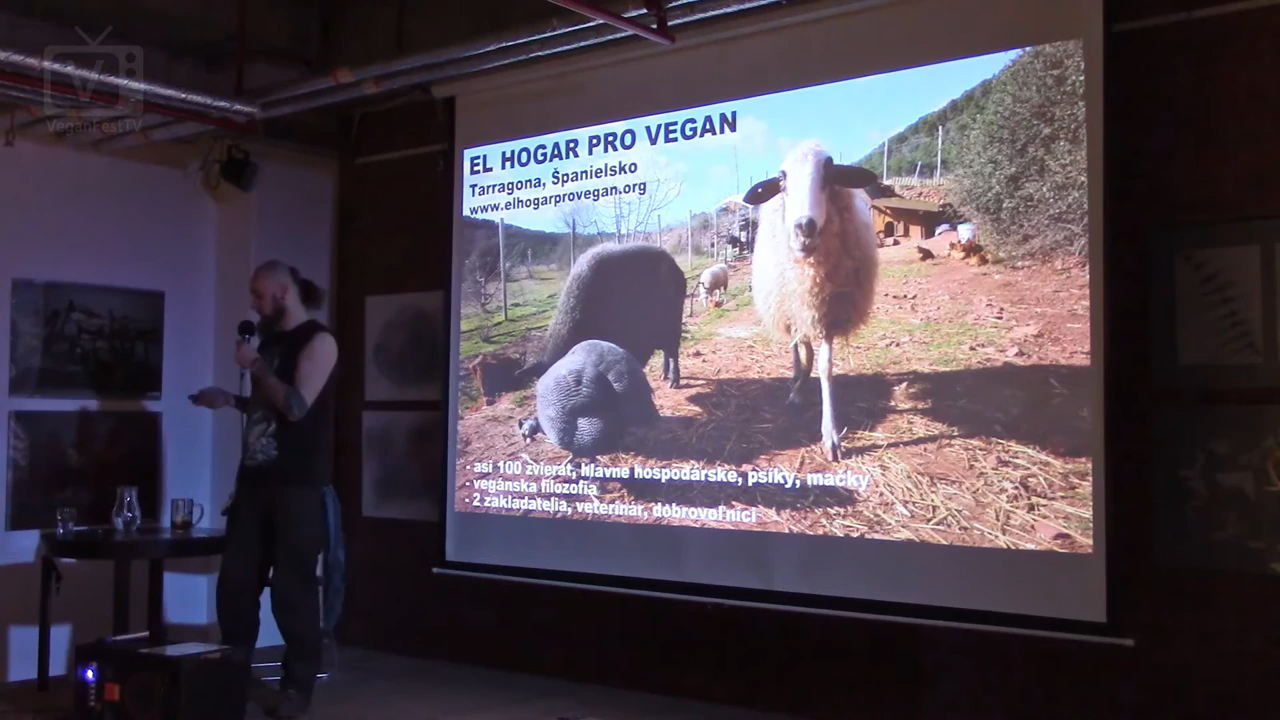 VeganFestTV
EL HOGAR PRO VEGAN
Tarragona, Španielsko
www.elhogarprovegan.org
- asi 100 zvierat, hlavne hospodárske, psíky, mačky
- vegánska filozofia
- 2 zakladatelia, veterinár, dobrovoľníci